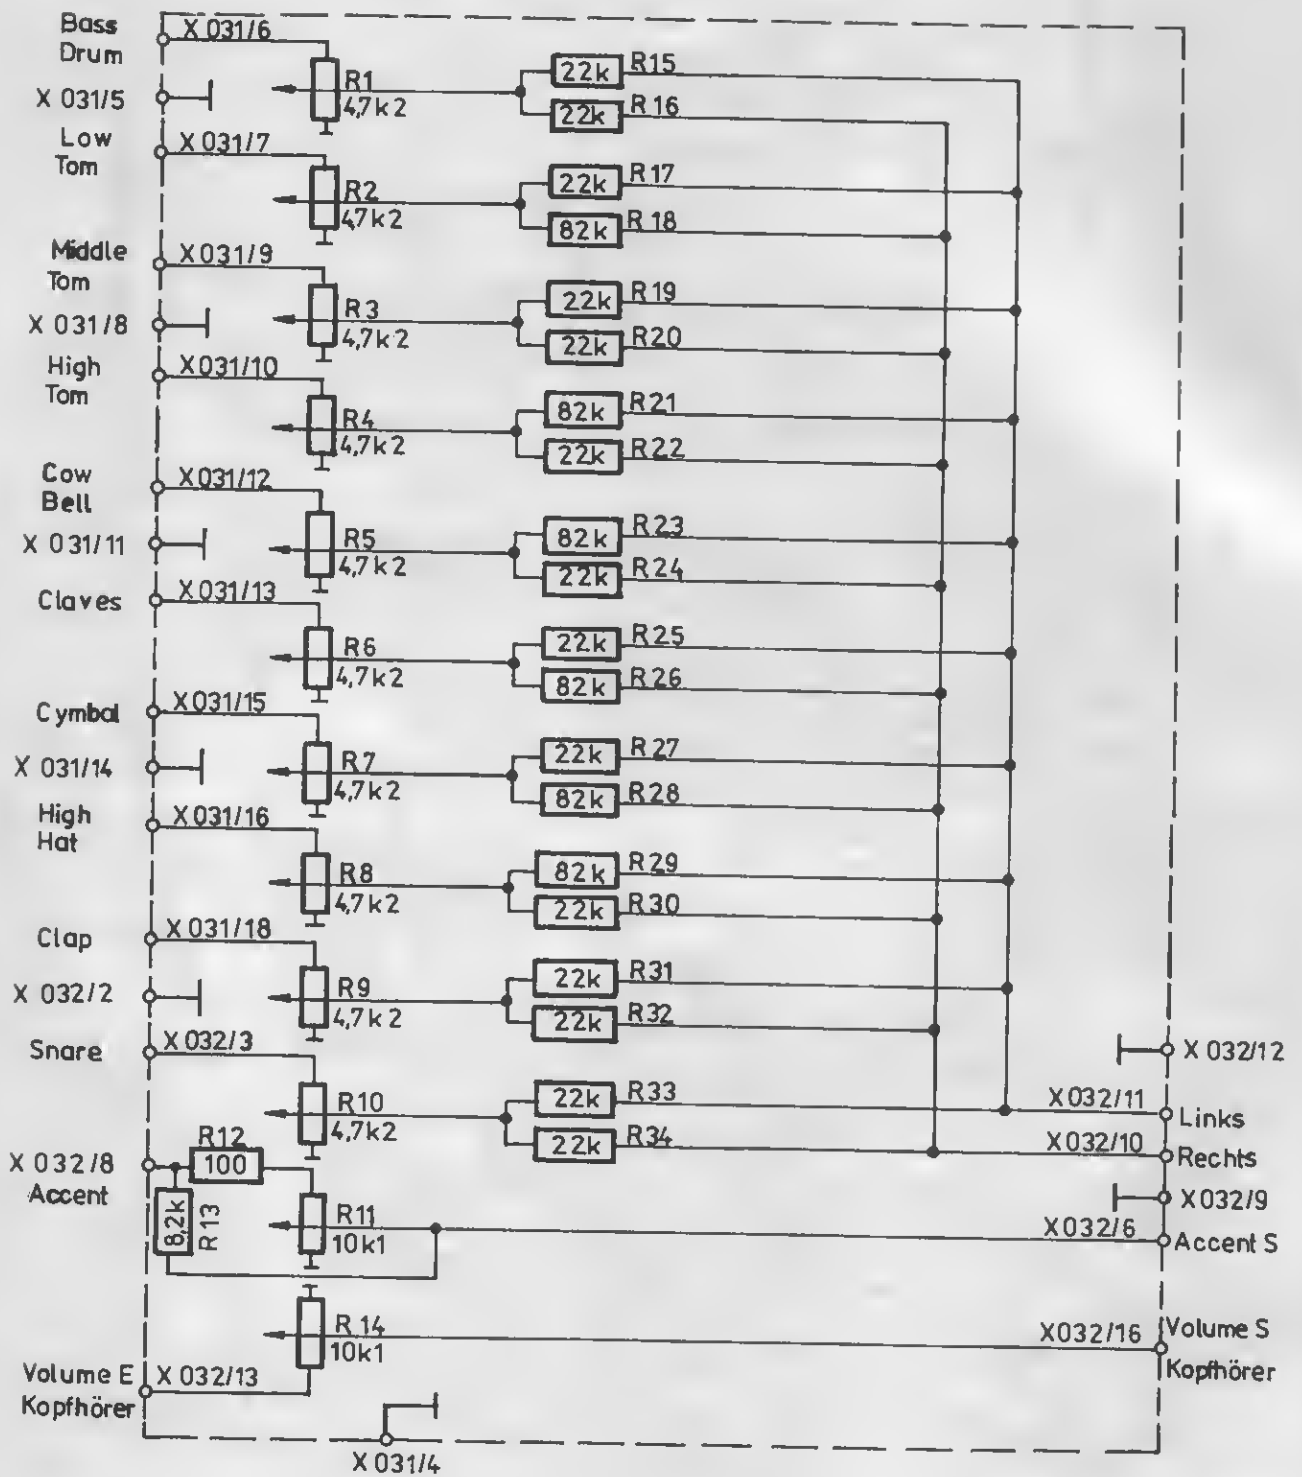 Bass
Drum
X 031/6
X 031/5
R1
4,7k2
22k
R15
22k
R16
Low
Tom
X 031/7
R2
4,7k2
22k
R17
82k
R18
Middle
Tom
X 031/9
X 031/8
R3
4,7k2
22k
R19
22k
R20
High
Tom
X 031/10
R4
4,7k2
82k
R21
22k
R22
Cow
Bell
X 031/12
X 031/11
R5
4,7k2
82k
R23
22k
R24
Claves
X 031/13
R6
4,7k2
22k
R25
82k
R26
Cymbal
X 031/15
X 031/14
R7
4,7k2
22k
R27
82k
R28
High
Hat
X 031/16
R8
4,7k2
82k
R29
22k
R30
Clap
X 031/18
X 032/2
R9
4,7k2
22k
R31
22k
R32
Snare
X 032/3
R10
4,7k2
22k
R33
22k
R34
X 032/12
X032/11
Links
X032/10
Rechts
X 032/8
Accent
R12
100
8,2k
R13
R11
10k1
X032/9
X032/6
Accent S
R14
10k1
X032/16
Volume S
Kopfhörer
Volume E
Kopfhörer
X 032/13
X 031/4